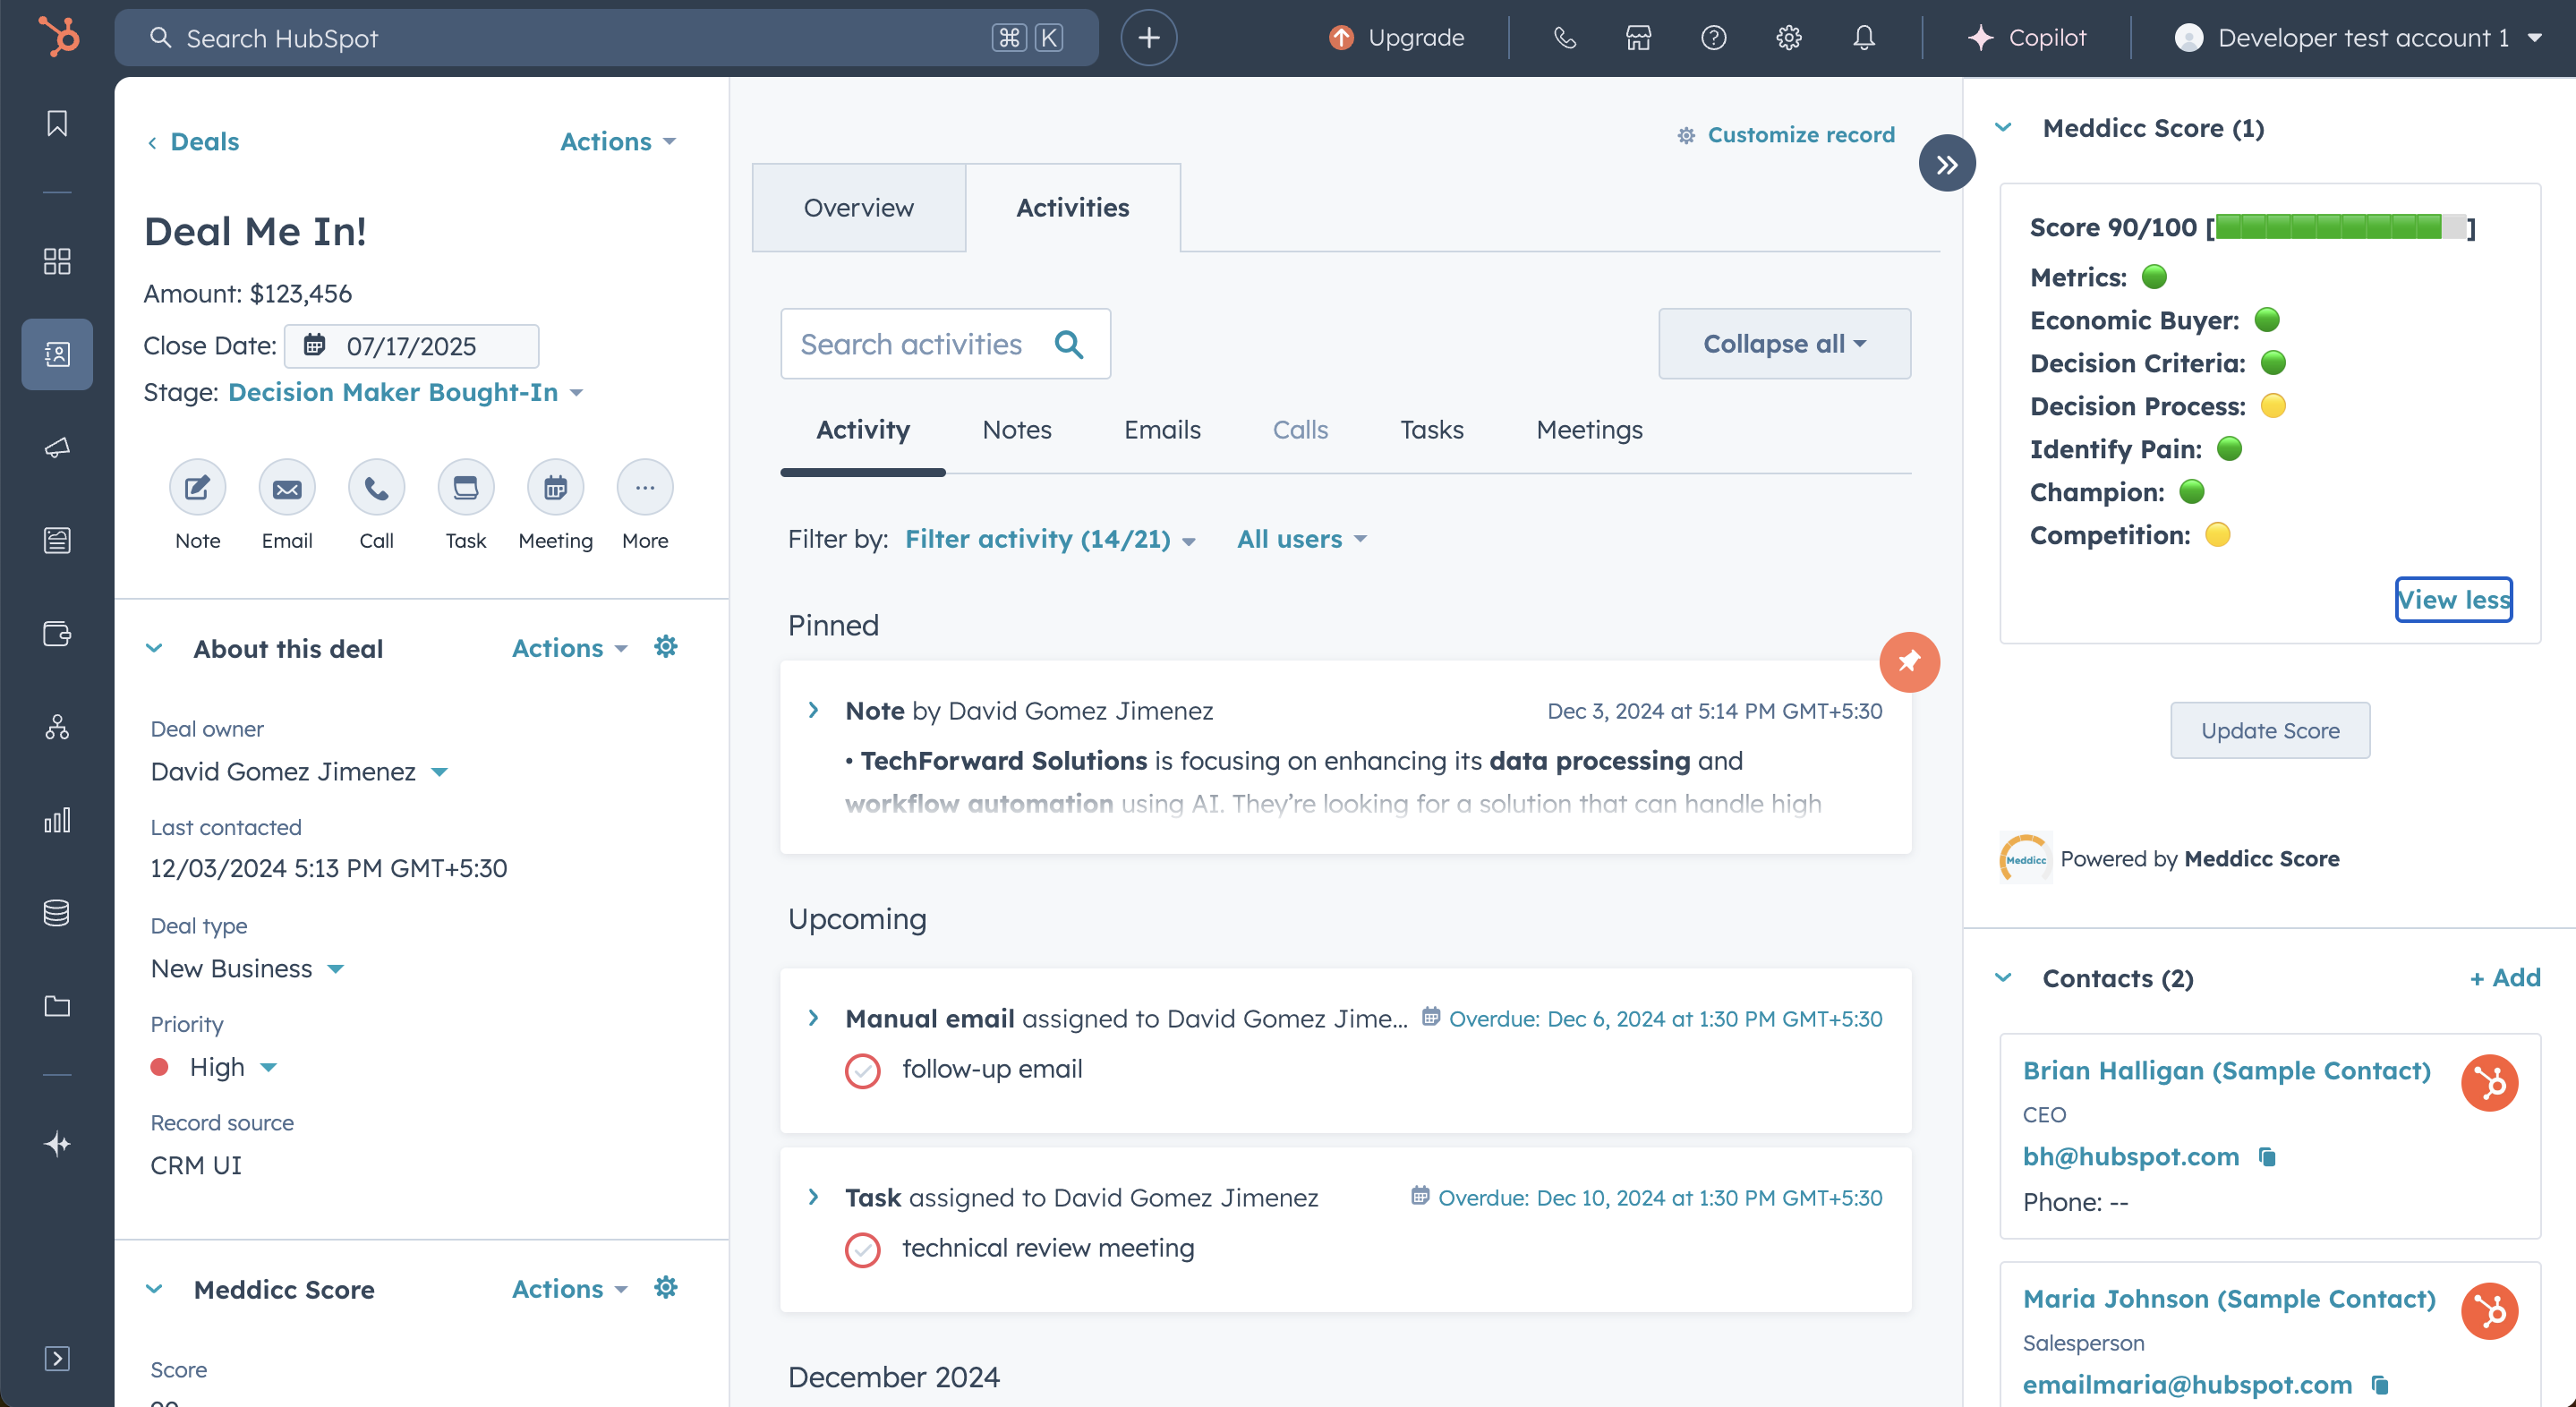 Search HubSpot
⌘ K
Upgrade
Copilot
Developer test account 1
Deals
Actions
Deal Me In!
Amount: $123,456
Close Date: 07/17/2025
Stage: Decision Maker Bought-In
Note
Email
Call
Task
Meeting
More
About this deal
Actions
Deal owner
David Gomez Jimenez
Last contacted
12/03/2024 5:13 PM GMT+5:30
Deal type
New Business
Priority
High
Record source
CRM UI
Meddicc Score
Actions
Score
Customize record
Overview
Activities
Search activities
Collapse all
Activity
Notes
Emails
Calls
Tasks
Meetings
Filter by: Filter activity (14/21) All users
Pinned
Note by David Gomez Jimenez
Dec 3, 2024 at 5:14 PM GMT+5:30
• TechForward Solutions is focusing on enhancing its data processing and
workflow automation using AI. They’re looking for a solution that can handle high
Upcoming
Manual email assigned to David Gomez Jime...
Overdue: Dec 6, 2024 at 1:30 PM GMT+5:30
follow-up email
Task assigned to David Gomez Jimenez
Overdue: Dec 10, 2024 at 1:30 PM GMT+5:30
technical review meeting
December 2024
Meddicc Score (1)
Score 90/100 [ ]
Metrics:
Economic Buyer:
Decision Criteria:
Decision Process:
Identify Pain:
Champion:
Competition:
View less
Update Score
Meddicc
Powered by Meddicc Score
Contacts (2)
+ Add
Brian Halligan (Sample Contact)
CEO
bh@hubspot.com
Phone: --
Maria Johnson (Sample Contact)
Salesperson
emailmaria@hubspot.com